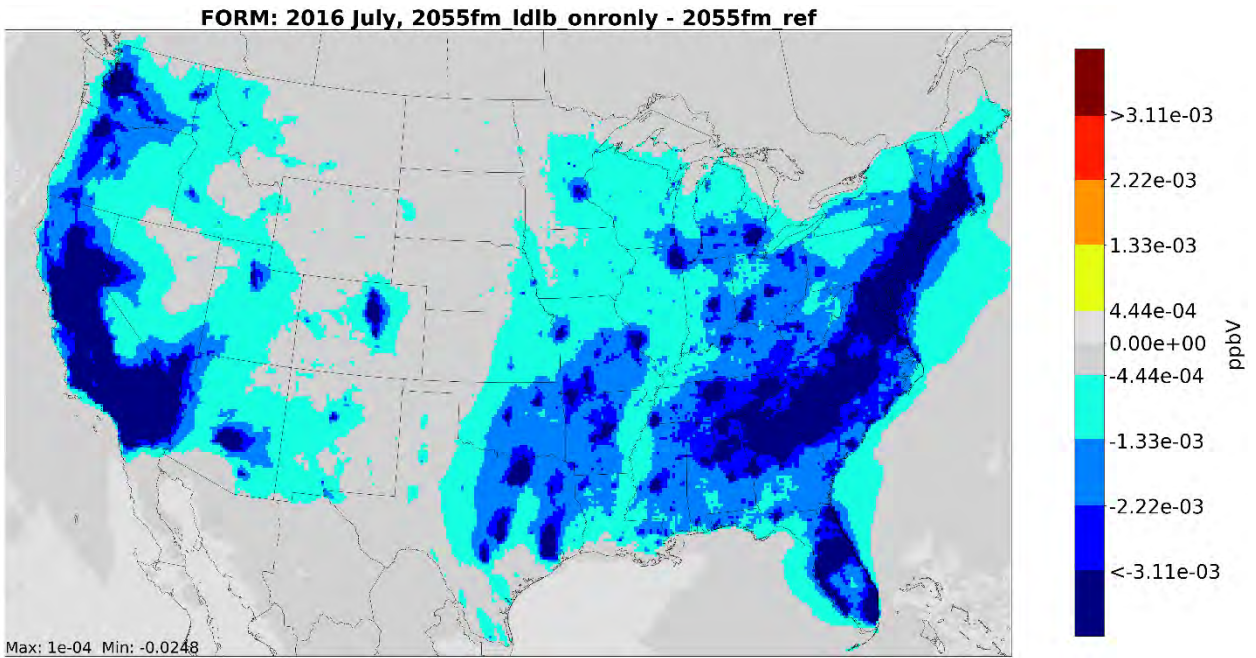 FORM: 2016 July, 2055fm_ldlb_onronly - 2055fm_ref
>3.11e-03
2.22e-03
1.33e-03
4.44e-04
0.00e+00
-4.44e-04
-1.33e-03
-2.22e-03
<-3.11e-03
ppbV
Max: 1e-04 Min: -0.0248